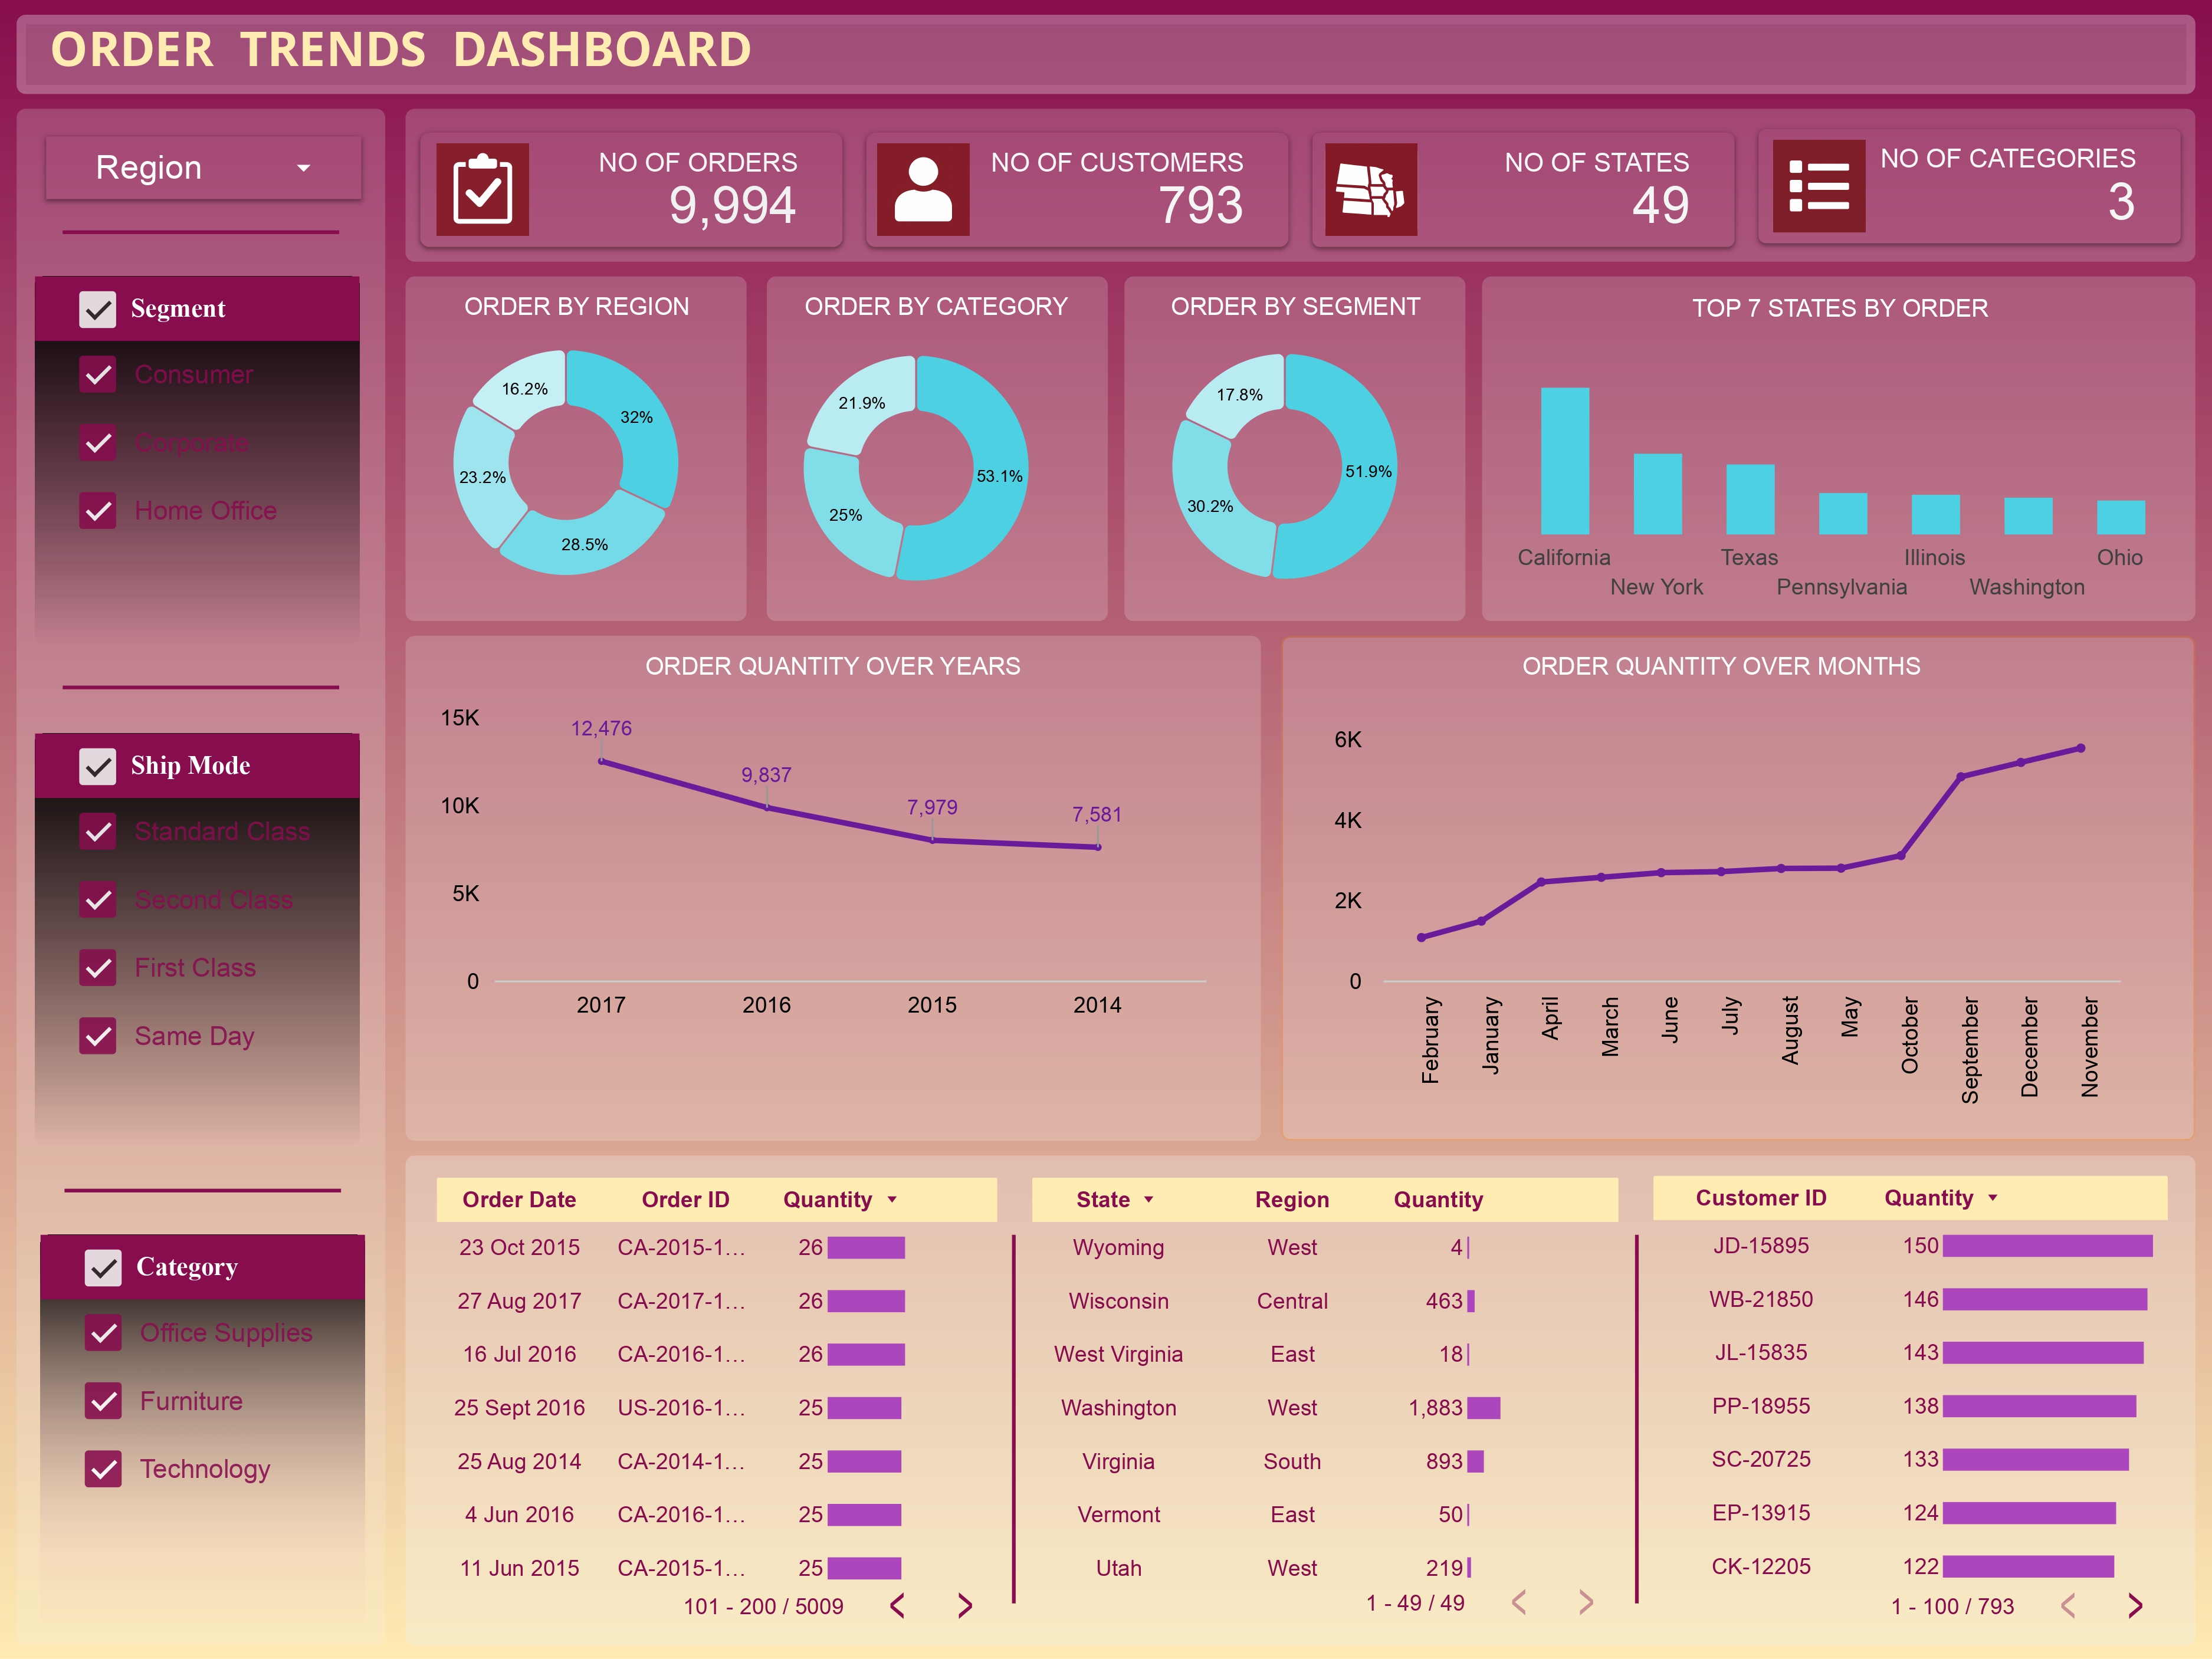 ORDER TRENDS DASHBOARD
Region
NO OF ORDERS
9,994
NO OF CUSTOMERS
793
NO OF STATES
49
NO OF CATEGORIES
3
Segment
Consumer
Corporate
Home Office
Ship Mode
Standard Class
Second Class
First Class
Same Day
Category
Office Supplies
Furniture
Technology
ORDER BY REGION
16.2%
32%
23.2%
28.5%
ORDER BY CATEGORY
21.9%
53.1%
25%
ORDER BY SEGMENT
17.8%
51.9%
30.2%
TOP 7 STATES BY ORDER
California Texas Illinois Ohio
New York Pennsylvania Washington
ORDER QUANTITY OVER YEARS
15K
12,476
9,837
10K
7,979
7,581
5K
0
2017 2016 2015 2014
ORDER QUANTITY OVER MONTHS
6K
4K
2K
0
February
January
April
March
June
July
August
May
October
September
December
November
Order Date Order ID Quantity
23 Oct 2015 CA-2015-1... 26
27 Aug 2017 CA-2017-1... 26
16 Jul 2016 CA-2016-1... 26
25 Sept 2016 US-2016-1... 25
25 Aug 2014 CA-2014-1... 25
4 Jun 2016 CA-2016-1... 25
11 Jun 2015 CA-2015-1... 25
101 - 200 / 5009 < >
State Region Quantity
Wyoming West 4
Wisconsin Central 463
West Virginia East 18
Washington West 1,883
Virginia South 893
Vermont East 50
Utah West 219
1 - 49 / 49 < >
Customer ID Quantity
JD-15895 150
WB-21850 146
JL-15835 143
PP-18955 138
SC-20725 133
EP-13915 124
CK-12205 122
1 - 100 / 793 < >